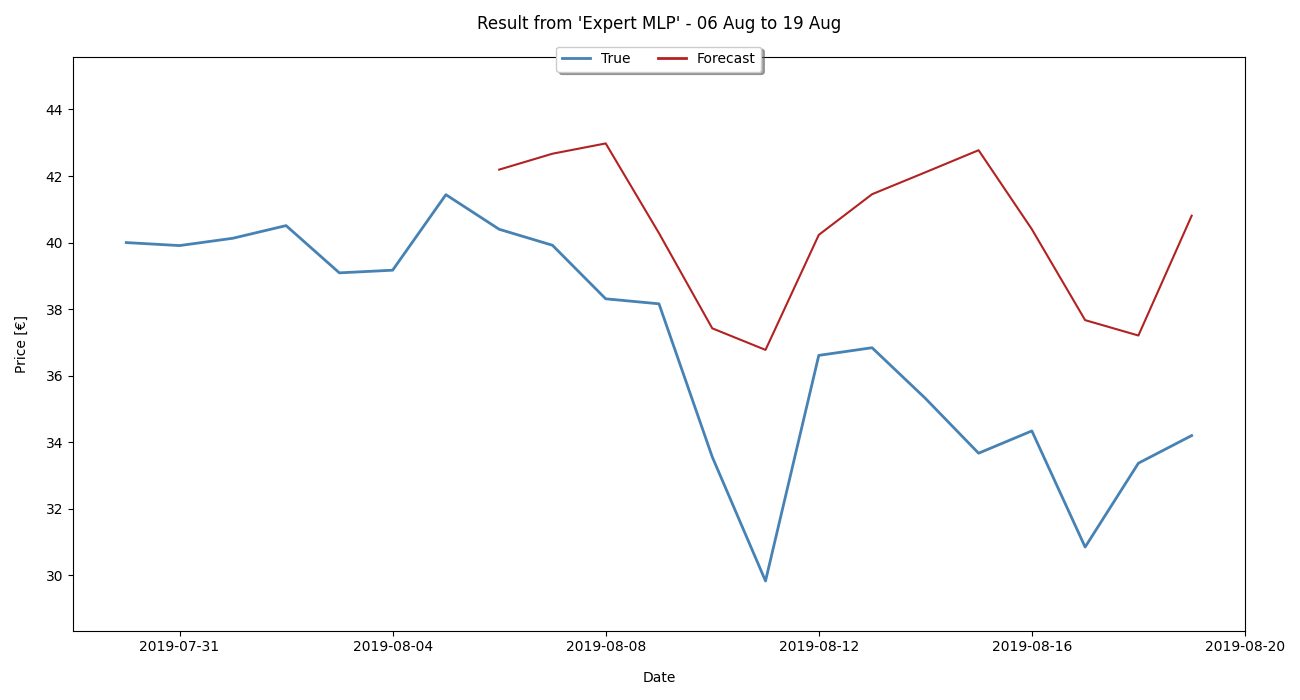 Result from 'Expert MLP' - 06 Aug to 19 Aug
True Forecast
44
42
40
38
36
34
32
30
Price [€]
2019-07-31 2019-08-04 2019-08-08 2019-08-12 2019-08-16 2019-08-20
Date